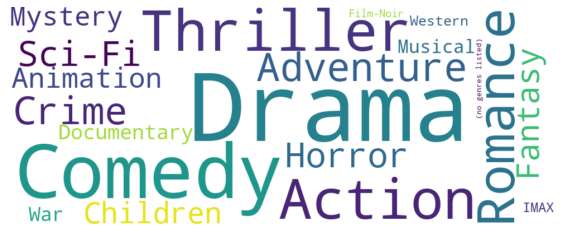 Mystery
Thriller
Film-Noir
Western
Sci-Fi
Musical
Animation
Adventure
Crime
Drama
Documentary
Comedy
Horror
Action
War
Children
Romance
(no genres listed)
Fantasy
IMAX